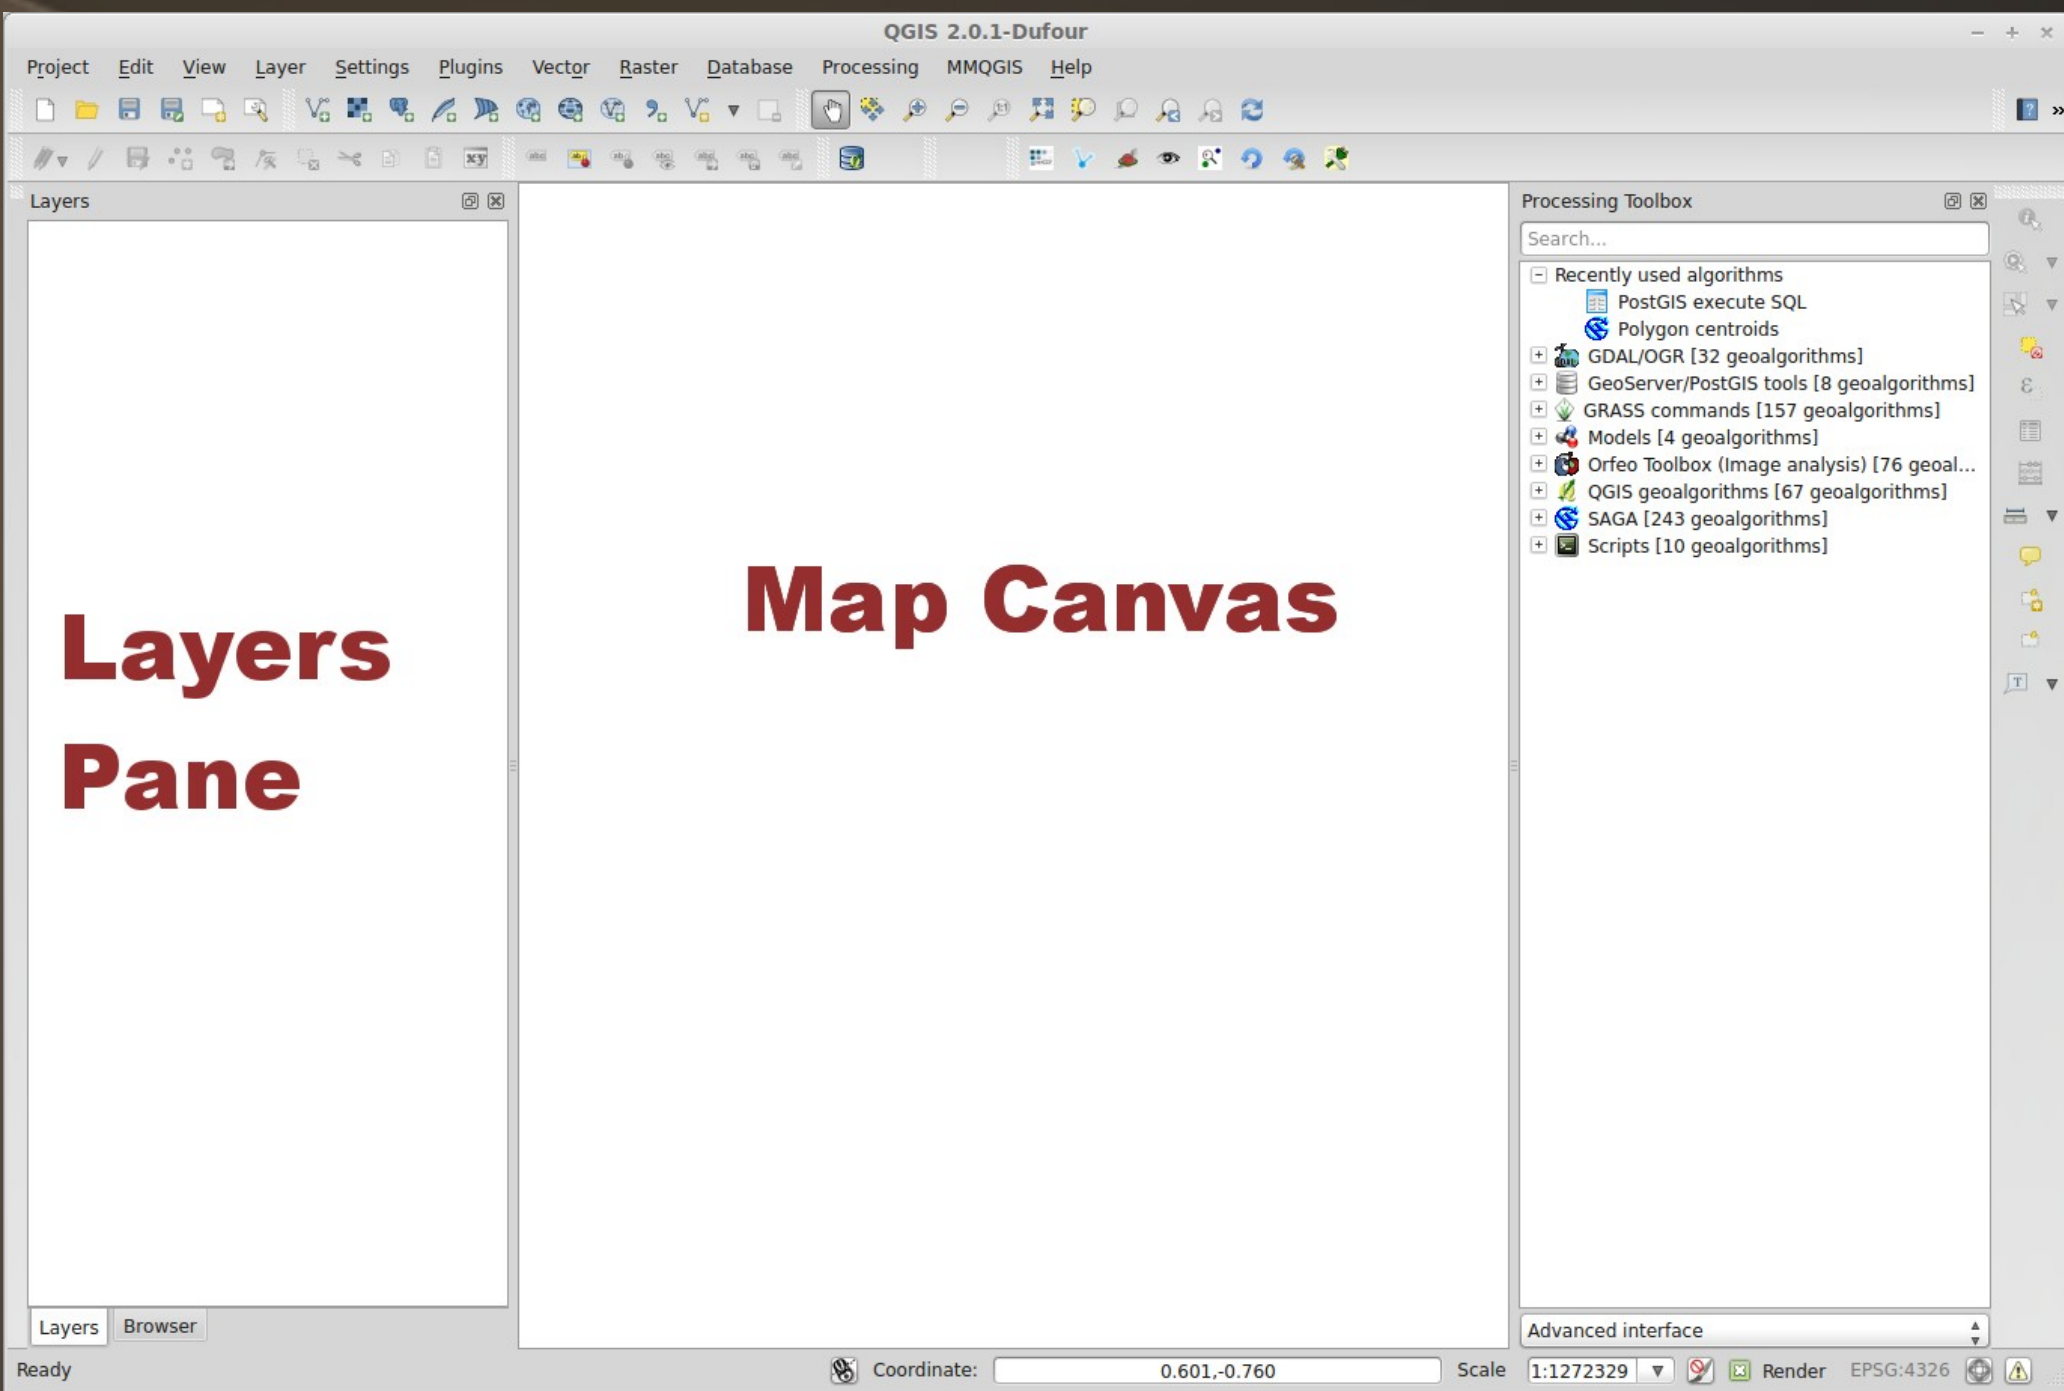 QGIS 2.0.1-Dufour
Project Edit View Layer Settings Plugins Vector Raster Database Processing MMQGIS Help
Layers
Layers
Pane
Layers Browser
Map Canvas
Processing Toolbox
Search...
Recently used algorithms
PostGIS execute SQL
Polygon centroids
GDAL/OGR [32 geoalgorithms]
GeoServer/PostGIS tools [8 geoalgorithms]
GRASS commands [157 geoalgorithms]
Models [4 geoalgorithms]
Orfeo Toolbox (Image analysis) [76 geoal...
QGIS geoalgorithms [67 geoalgorithms]
SAGA [243 geoalgorithms]
Scripts [10 geoalgorithms]
Advanced interface
Ready Coordinate: 0.601,-0.760 Scale 1:1272329 Render EPSG:4326